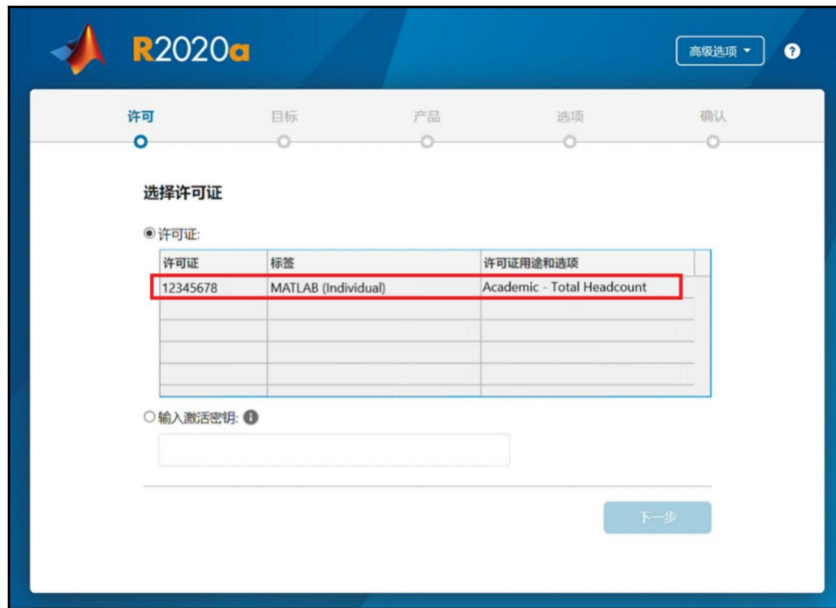 R2020a
高级选项
?
许可 目标 产品 选项 确认
选择许可证
许可证:
许可证 标签 许可证用途和选项
12345678 MATLAB (Individual) Academic - Total Headcount
输入激活密钥: i
下一步